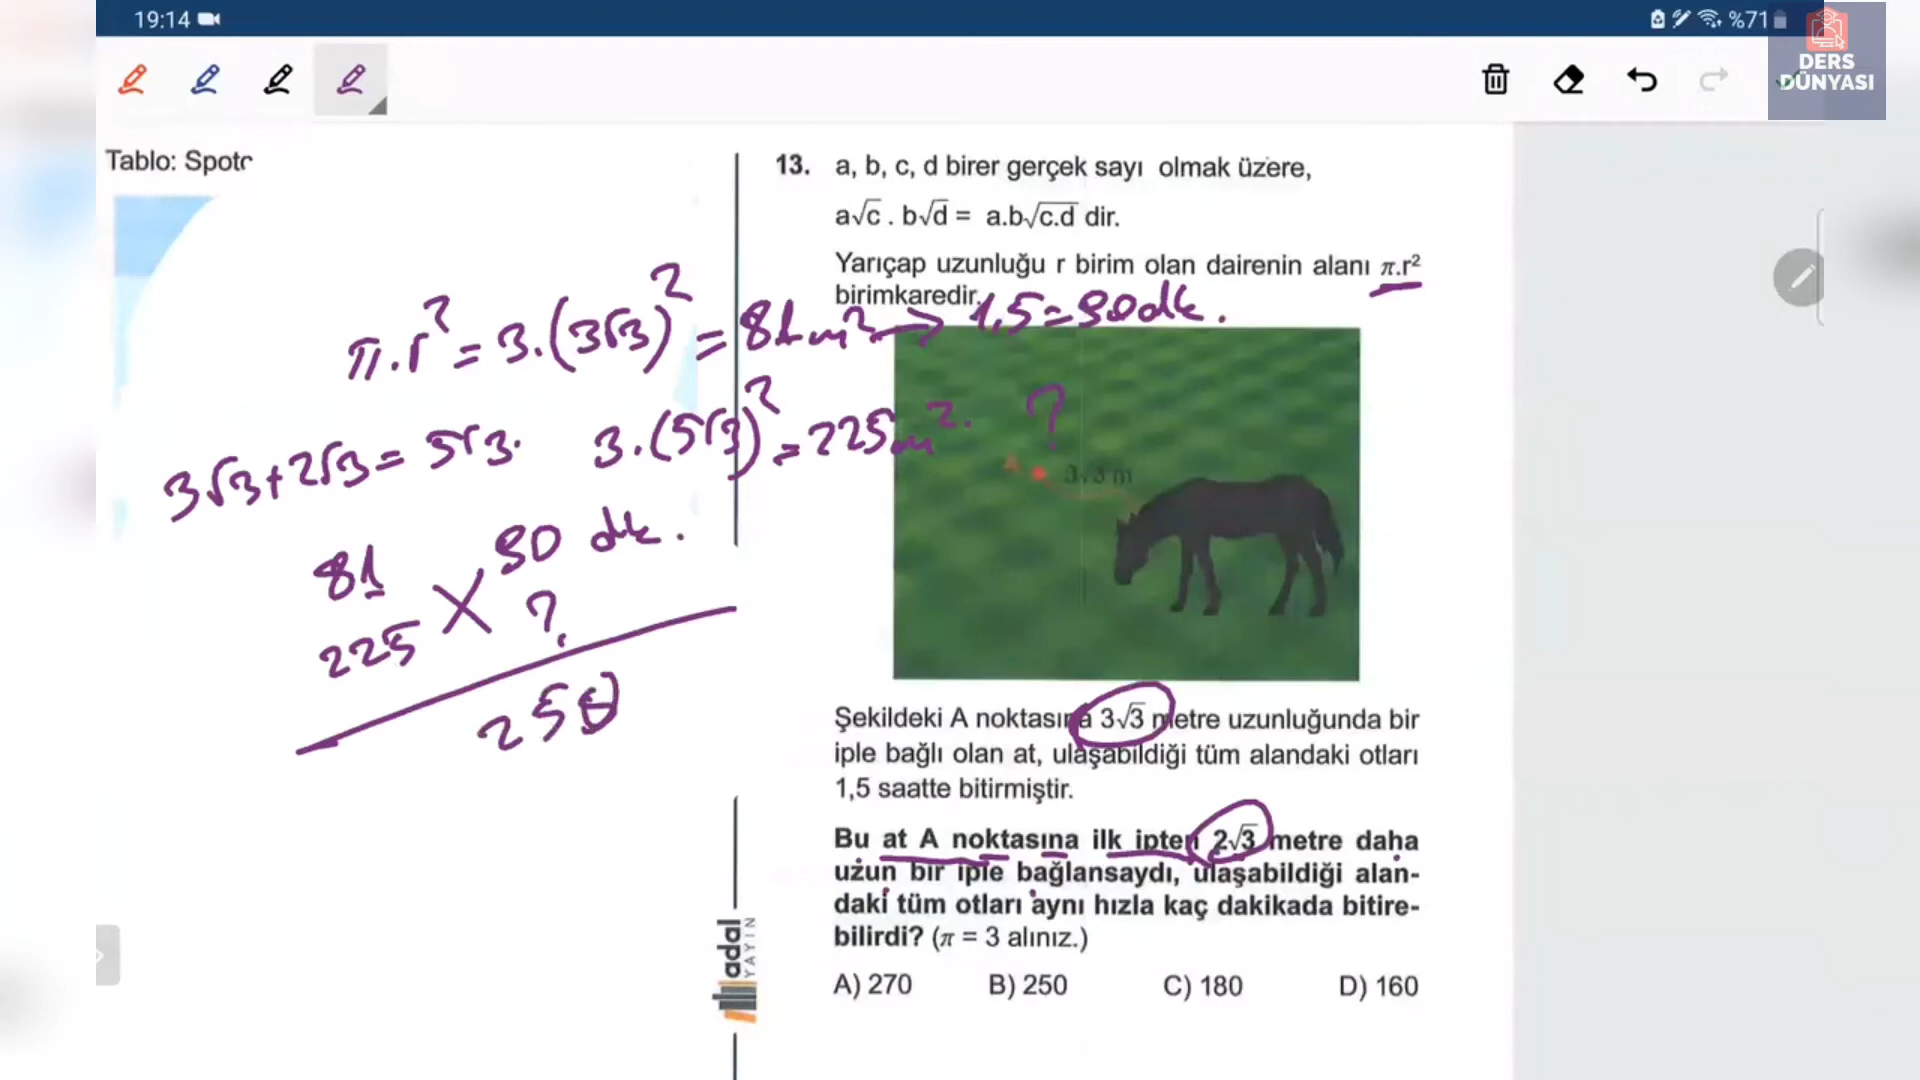 19:14
%71
DERS
DÜNYASI
Tablo: Spotc
13. a, b, c, d birer gerçek sayı olmak üzere,
a√c . b√d = a.b√c.d dir.
Yarıçap uzunluğu r birim olan dairenin alanı π.r²
birimkaredir.
π.r² = 3.(3√3)² = 81m² → 1,5 = 90dk.
3√3+2√3 = 5√3. 3.(5√3)² = 225m². ?
81 90 dk.
225 ?
250
A
3√3 m
Şekildeki A noktasına 3√3 metre uzunluğunda bir
iple bağlı olan at, ulaşabildiği tüm alandaki otları
1,5 saatte bitirmiştir.
Bu at A noktasına ilk ipten 2√3 metre daha
uzun bir iple bağlansaydı, ulaşabildiği alan-
daki tüm otları aynı hızla kaç dakikada bitire-
bilirdi? (π = 3 alınız.)
A) 270 B) 250 C) 180 D) 160
adal
YAYIN